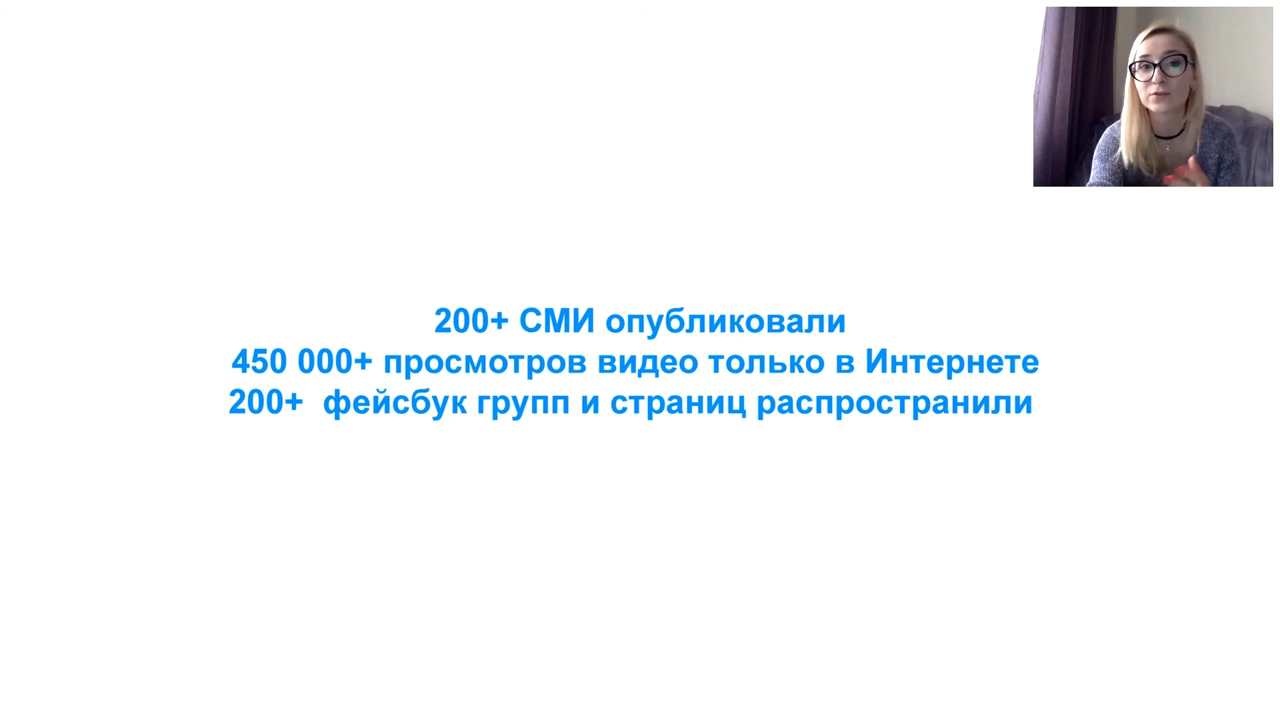 200+ СМИ опубликовали
450 000+ просмотров видео только в Интернете
200+  фейсбук групп и страниц распространили